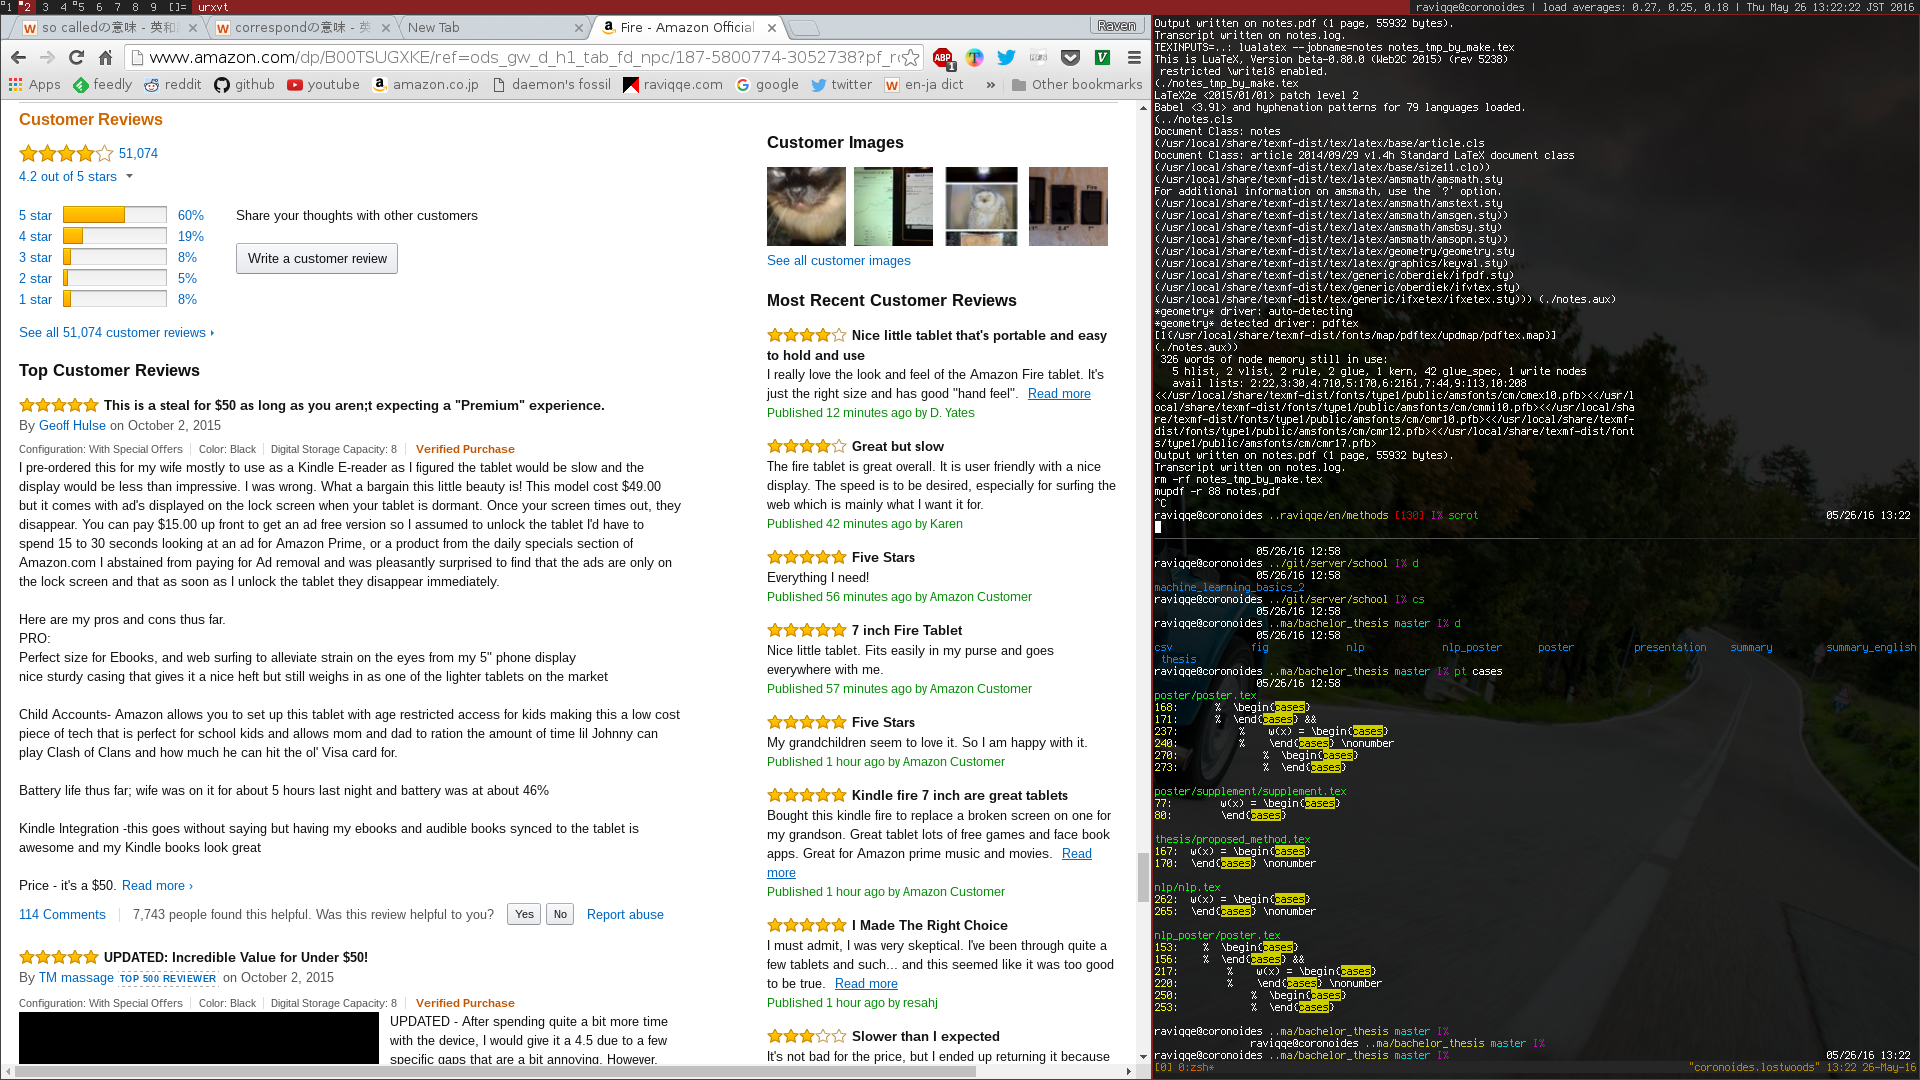 1 2 3 4 5 6 7 8 9 []= urxvt
raviqqe@coronoides | load averages: 0.27, 0.25, 0.18 | Thu May 26 13:22:22 JST 2016
so calledの意味 - 英和
correspondの意味 - 英
New Tab
Fire - Amazon Official
Raven
www.amazon.com/dp/B00TSUGXKE/ref=ods_gw_d_h1_tab_fd_npc/187-5800774-3052738?pf_r
Apps feedly reddit github youtube amazon.co.jp daemon's fossil raviqqe.com google twitter en-ja dict » Other bookmarks
Customer Reviews
51,074
4.2 out of 5 stars
5 star 60%
4 star 19%
3 star 8%
2 star 5%
1 star 8%
Share your thoughts with other customers
Write a customer review
See all 51,074 customer reviews
Top Customer Reviews
This is a steal for $50 as long as you aren;t expecting a "Premium" experience.
By Geoff Hulse on October 2, 2015
Configuration: With Special Offers | Color: Black | Digital Storage Capacity: 8 | Verified Purchase
I pre-ordered this for my wife mostly to use as a Kindle E-reader as I figured the tablet would be slow and the
display would be less than impressive. I was wrong. What a bargain this little beauty is! This model cost $49.00
but it comes with ad's displayed on the lock screen when your tablet is dormant. Once your screen times out, they
disappear. You can pay $15.00 up front to get an ad free version so I assumed to unlock the tablet I'd have to
spend 15 to 30 seconds looking at an ad for Amazon Prime, or a product from the daily specials section of
Amazon.com I abstained from paying for Ad removal and was pleasantly surprised to find that the ads are only on
the lock screen and that as soon as I unlock the tablet they disappear immediately.
Here are my pros and cons thus far.
PRO:
Perfect size for Ebooks, and web surfing to alleviate strain on the eyes from my 5" phone display
nice sturdy casing that gives it a nice heft but still weighs in as one of the lighter tablets on the market
Child Accounts- Amazon allows you to set up this tablet with age restricted access for kids making this a low cost
piece of tech that is perfect for school kids and allows mom and dad to ration the amount of time lil Johnny can
play Clash of Clans and how much he can hit the ol' Visa card for.
Battery life thus far; wife was on it for about 5 hours last night and battery was at about 46%
Kindle Integration -this goes without saying but having my ebooks and audible books synced to the tablet is
awesome and my Kindle books look great
Price - it's a $50. Read more ›
114 Comments | 7,743 people found this helpful. Was this review helpful to you? Yes No Report abuse
UPDATED: Incredible Value for Under $50!
By TM massage TOP 500 REVIEWER on October 2, 2015
Configuration: With Special Offers | Color: Black | Digital Storage Capacity: 8 | Verified Purchase
UPDATED - After spending quite a bit more time
with the device, I would give it a 4.5 due to a few
specific gaps that are a bit annoying. However,
Customer Images
See all customer images
Most Recent Customer Reviews
Nice little tablet that's portable and easy
to hold and use
I really love the look and feel of the Amazon Fire tablet. It's
just the right size and has good "hand feel". Read more
Published 12 minutes ago by D. Yates
Great but slow
The fire tablet is great overall. It is user friendly with a nice
display. The speed is to be desired, especially for surfing the
web which is mainly what I want it for.
Published 42 minutes ago by Karen
Five Stars
Everything I need!
Published 56 minutes ago by Amazon Customer
7 inch Fire Tablet
Nice little tablet. Fits easily in my purse and goes
everywhere with me.
Published 57 minutes ago by Amazon Customer
Five Stars
My grandchildren seem to love it. So I am happy with it.
Published 1 hour ago by Amazon Customer
Kindle fire 7 inch are great tablets
Bought this kindle fire to replace a broken screen on one for
my grandson. Great tablet lots of free games and face book
apps. Great for Amazon prime music and movies. Read
more
Published 1 hour ago by Amazon Customer
I Made The Right Choice
I must admit, I was very skeptical. I've been through quite a
few tablets and such... and this seemed like it was too good
to be true. Read more
Published 1 hour ago by resahj
Slower than I expected
It's not bad for the price, but I ended up returning it because
Output written on notes.pdf (1 page, 55932 bytes).
Transcript written on notes.log.
TEXINPUTS=..: lualatex --jobname=notes notes_tmp_by_make.tex
This is LuaTeX, Version beta-0.80.0 (Web2C 2015) (rev 5238)
restricted \write18 enabled.
(./notes_tmp_by_make.tex
LaTeX2e <2015/01/01> patch level 2
Babel <3.9l> and hyphenation patterns for 79 languages loaded.
(../notes.cls
Document Class: notes
(/usr/local/share/texmf-dist/tex/latex/base/article.cls
Document Class: article 2014/09/29 v1.4h Standard LaTeX document class
(/usr/local/share/texmf-dist/tex/latex/base/size11.clo))
(/usr/local/share/texmf-dist/tex/latex/amsmath/amsmath.sty
For additional information on amsmath, use the `?' option.
(/usr/local/share/texmf-dist/tex/latex/amsmath/amstext.sty
(/usr/local/share/texmf-dist/tex/latex/amsmath/amsgen.sty))
(/usr/local/share/texmf-dist/tex/latex/amsmath/amsbsy.sty)
(/usr/local/share/texmf-dist/tex/latex/amsmath/amsopn.sty))
(/usr/local/share/texmf-dist/tex/latex/geometry/geometry.sty
(/usr/local/share/texmf-dist/tex/latex/graphics/keyval.sty)
(/usr/local/share/texmf-dist/tex/generic/oberdiek/ifpdf.sty)
(/usr/local/share/texmf-dist/tex/generic/oberdiek/ifvtex.sty)
(/usr/local/share/texmf-dist/tex/generic/ifxetex/ifxetex.sty))) (./notes.aux)
*geometry* driver: auto-detecting
*geometry* detected driver: pdftex
[1{/usr/local/share/texmf-dist/fonts/map/pdftex/updmap/pdftex.map}]
(./notes.aux))
326 words of node memory still in use:
5 hlist, 2 vlist, 2 rule, 2 glue, 1 kern, 42 glue_spec, 1 write nodes
avail lists: 2:22,3:30,4:710,5:170,6:2161,7:44,9:113,10:208
<</usr/local/share/texmf-dist/fonts/type1/public/amsfonts/cm/cmex10.pfb><</usr/l
ocal/share/texmf-dist/fonts/type1/public/amsfonts/cm/cmmi10.pfb><</usr/local/sha
re/texmf-dist/fonts/type1/public/amsfonts/cm/cmr10.pfb><</usr/local/share/texmf-
dist/fonts/type1/public/amsfonts/cm/cmr12.pfb><</usr/local/share/texmf-dist/font
s/type1/public/amsfonts/cm/cmr17.pfb>
Output written on notes.pdf (1 page, 55932 bytes).
Transcript written on notes.log.
rm -rf notes_tmp_by_make.tex
mupdf -r 88 notes.pdf
^C
raviqqe@coronoides ..raviqqe/en/methods [130] I% scrot 05/26/16 13:22
05/26/16 12:58
raviqqe@coronoides ../git/server/school I% d
05/26/16 12:58
machine_learning_basics_2
raviqqe@coronoides ../git/server/school I% cs
05/26/16 12:58
raviqqe@coronoides ..ma/bachelor_thesis master I% d
05/26/16 12:58
csv fig nlp nlp_poster poster presentation summary summary_english
thesis
raviqqe@coronoides ..ma/bachelor_thesis master I% pt cases
05/26/16 12:58
poster/poster.tex
168: % \begin{cases}
171: % \end{cases} &&
237: % w(x) = \begin{cases}
240: % \end{cases} \nonumber
270: % \begin{cases}
273: % \end{cases}
poster/supplement/supplement.tex
77: w(x) = \begin{cases}
80: \end{cases}
thesis/proposed_method.tex
167: w(x) = \begin{cases}
170: \end{cases} \nonumber
nlp/nlp.tex
262: w(x) = \begin{cases}
265: \end{cases} \nonumber
nlp_poster/poster.tex
153: % \begin{cases}
156: % \end{cases} &&
217: % w(x) = \begin{cases}
220: % \end{cases} \nonumber
250: % \begin{cases}
253: % \end{cases}
raviqqe@coronoides ..ma/bachelor_thesis master I%
raviqqe@coronoides ..ma/bachelor_thesis master I%
raviqqe@coronoides ..ma/bachelor_thesis master I% 05/26/16 13:22
[0] 0:zsh* "coronoides.lostwoods" 13:22 26-May-16